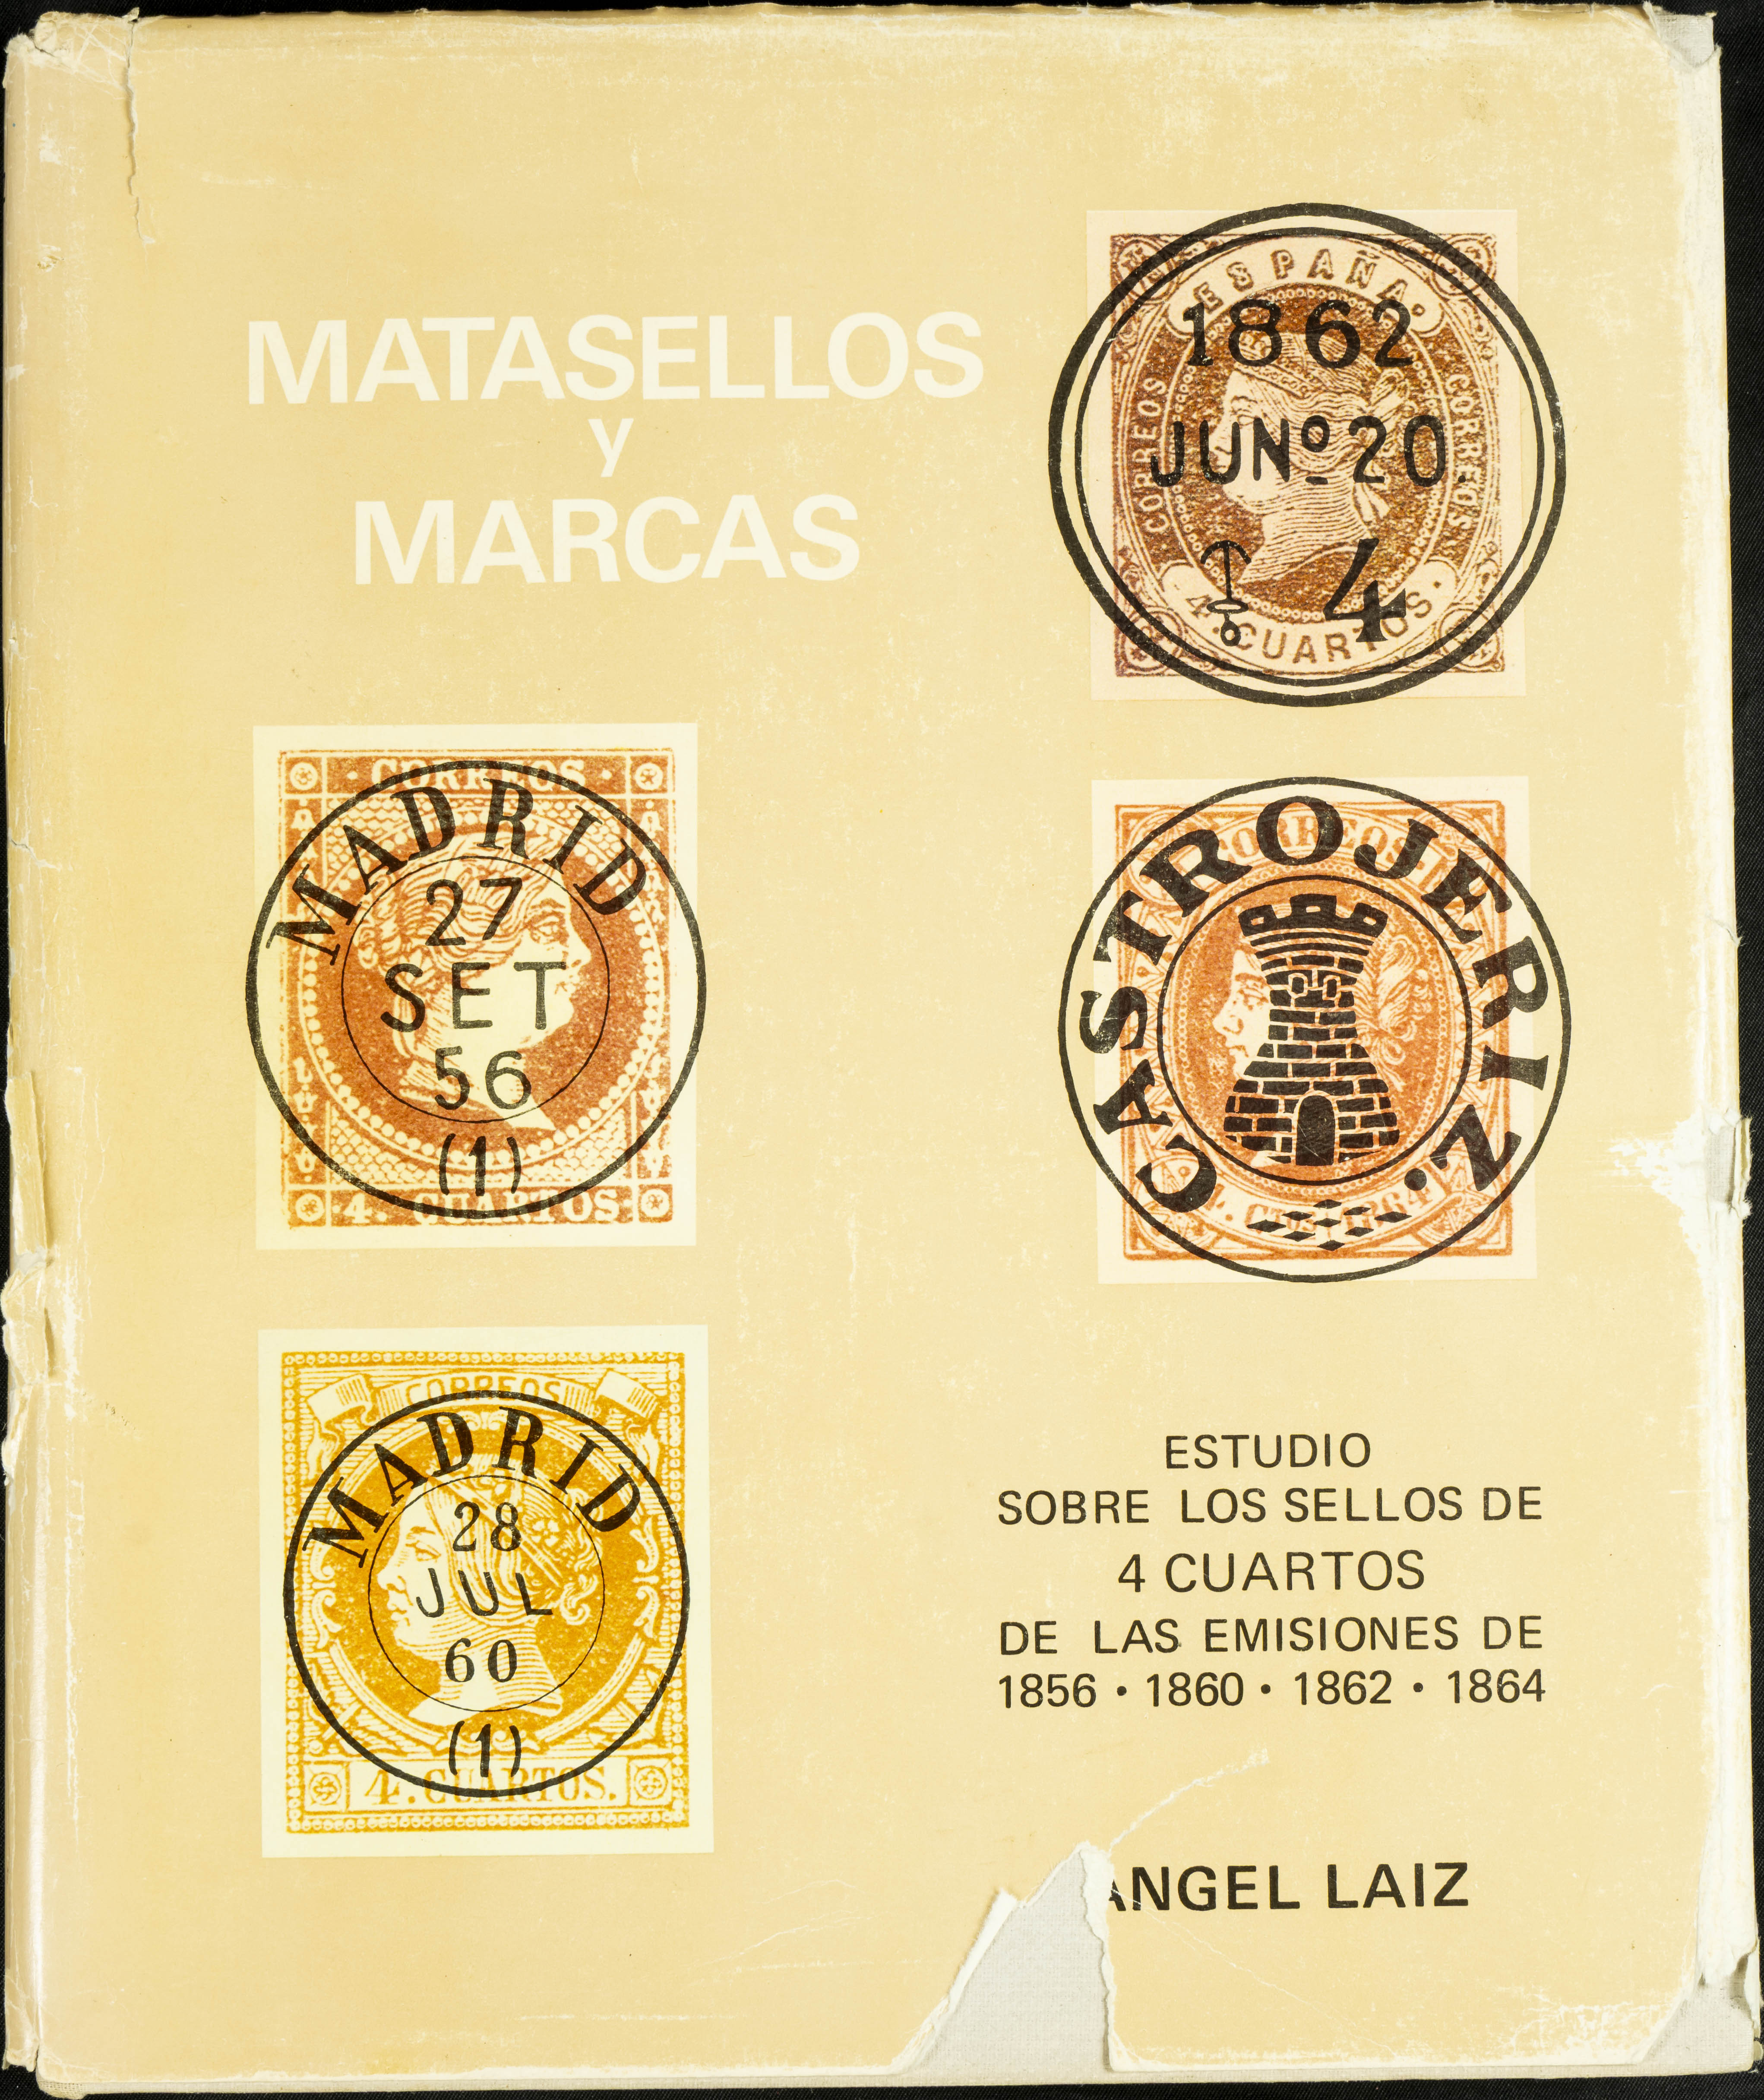 MATASELLOS
y
MARCAS
ESPAÑA.
CORREOS
CORREOS
1862
JUNº 20
4
4. CUARTOS.
CORREOS
MADRID
27
SET
56
(1)
4. CUARTOS
CORREOS
CASTROJERIZ.
CORREOS
MADRID
28
JUL
60
(1)
4. CUARTOS.
ESTUDIO
SOBRE LOS SELLOS DE
4 CUARTOS
DE LAS EMISIONES DE
1856 • 1860 • 1862 • 1864
ANGEL LAIZ